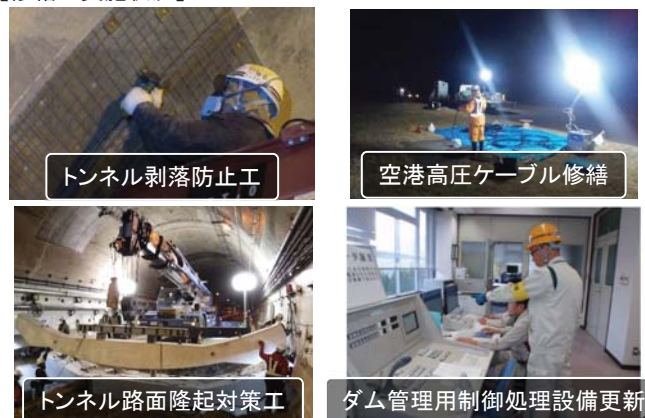 トンネル剥落防止工
空港高圧ケーブル修繕
トンネル路面隆起対策工
ダム管理用制御処理設備更新